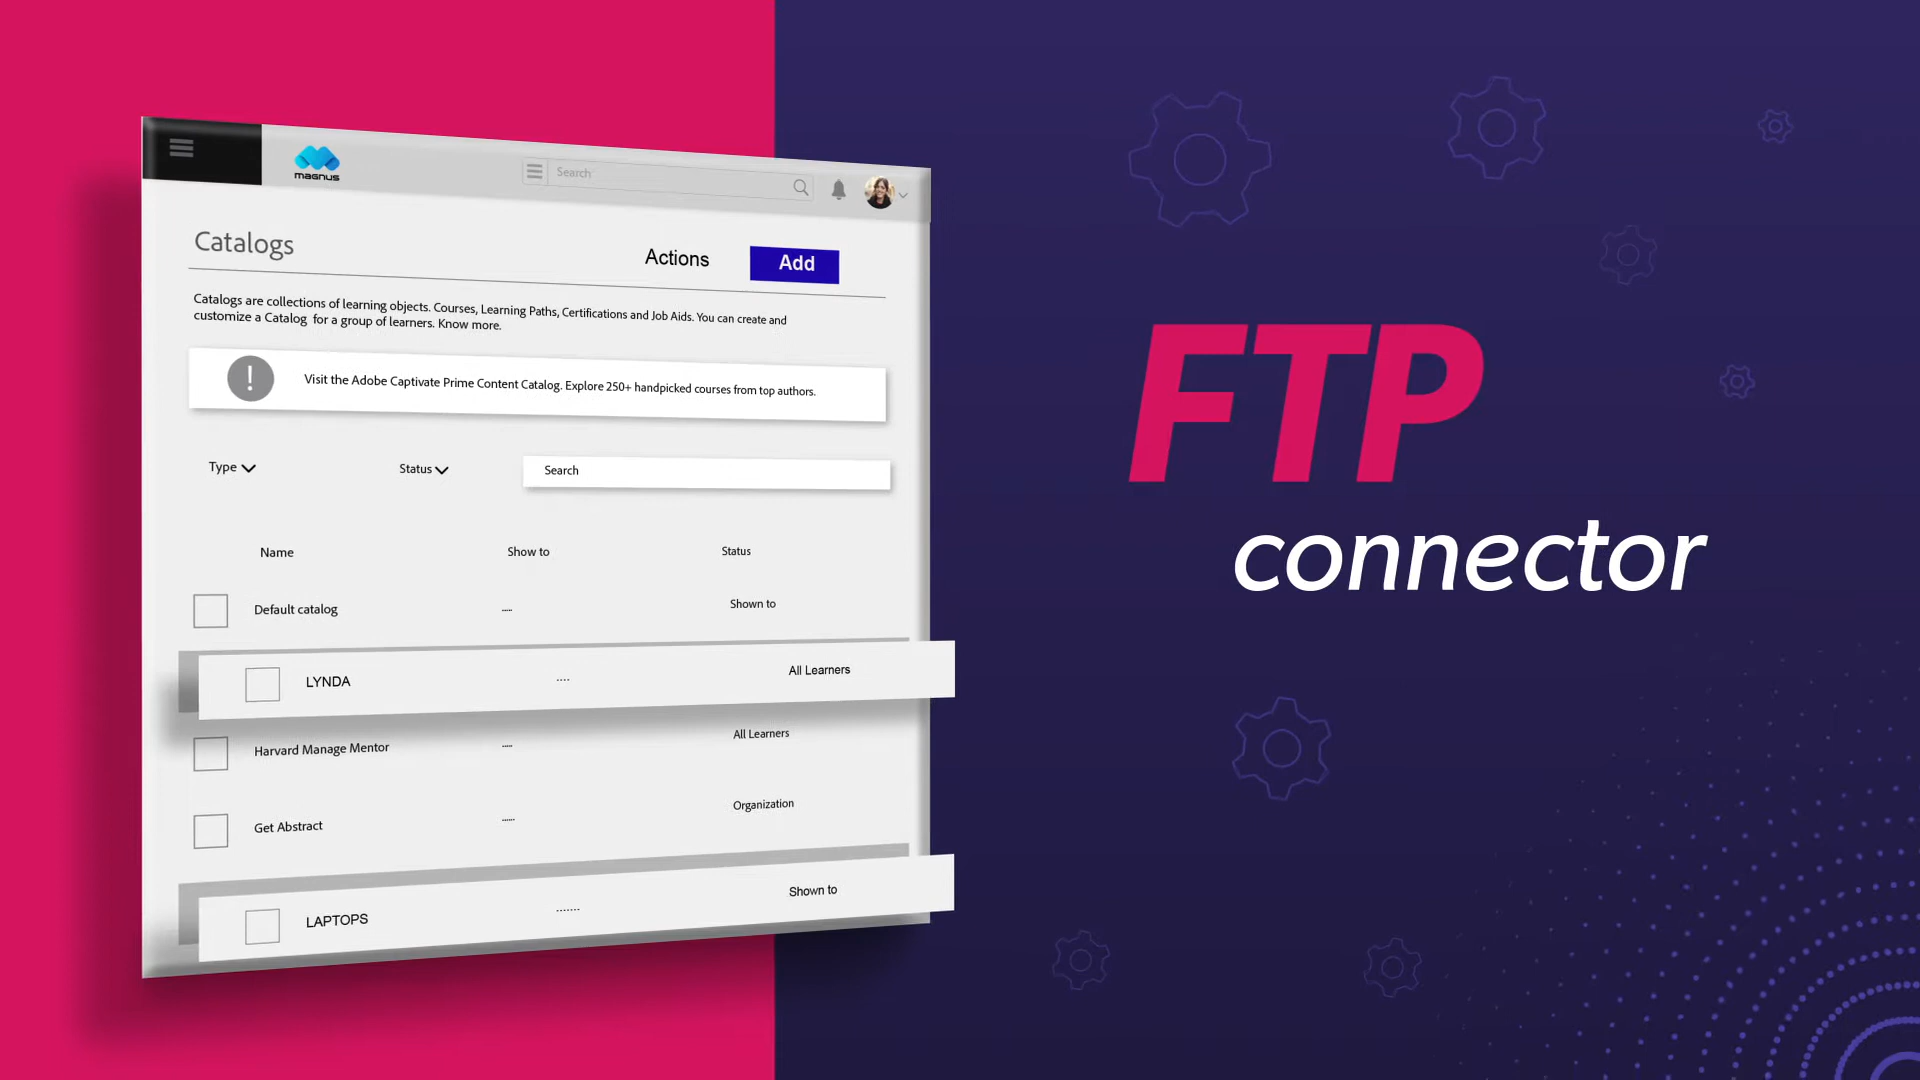 magnus
Search
Catalogs
Actions
Add
Catalogs are collections of learning objects. Courses, Learning Paths, Certifications and Job Aids. You can create and
customize a Catalog for a group of learners. Know more.
!
Visit the Adobe Captivate Prime Content Catalog. Explore 250+ handpicked courses from top authors.
Type
Status
Search
Name Show to Status
Default catalog ---- Shown to
LYNDA .... All Learners
Harvard Manage Mentor ---- All Learners
Get Abstract ----- Organization
LAPTOPS ....... Shown to
FTP
connector